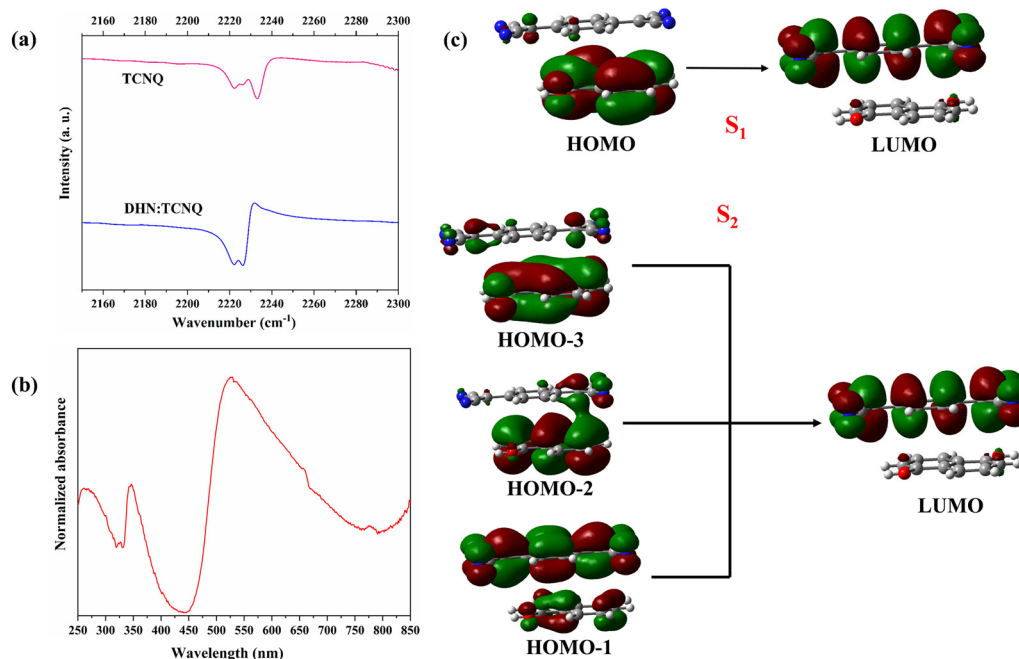 (a)
TCNQ
DHN:TCNQ
Intensity (a. u.)
2160 2180 2200 2220 2240 2260 2280 2300
2160 2180 2200 2220 2240 2260 2280 2300
Wavenumber (cm-1)
(b)
Normalized absorbance
250 300 350 400 450 500 550 600 650 700 750 800 850
Wavelength (nm)
(c)
HOMO
S1
LUMO
S2
HOMO-3
HOMO-2
HOMO-1
LUMO